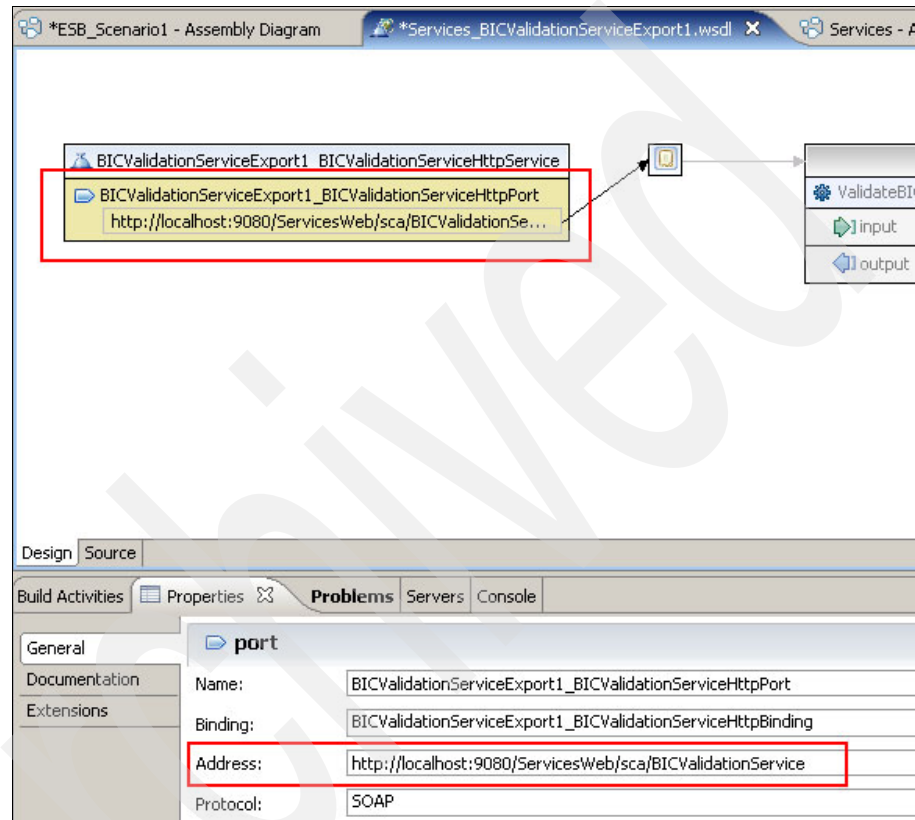 *ESB_Scenario1 - Assembly Diagram *Services_BICValidationServiceExport1.wsdl Services - A
BICValidationServiceExport1_BICValidationServiceHttpService
BICValidationServiceExport1_BICValidationServiceHttpPort
http://localhost:9080/ServicesWeb/sca/BICValidationSe...
ValidateBI
input
output
Design Source
Build Activities Properties Problems Servers Console
General
Documentation
Extensions
port
Name: BICValidationServiceExport1_BICValidationServiceHttpPort
Binding: BICValidationServiceExport1_BICValidationServiceHttpBinding
Address: http://localhost:9080/ServicesWeb/sca/BICValidationService
Protocol: SOAP